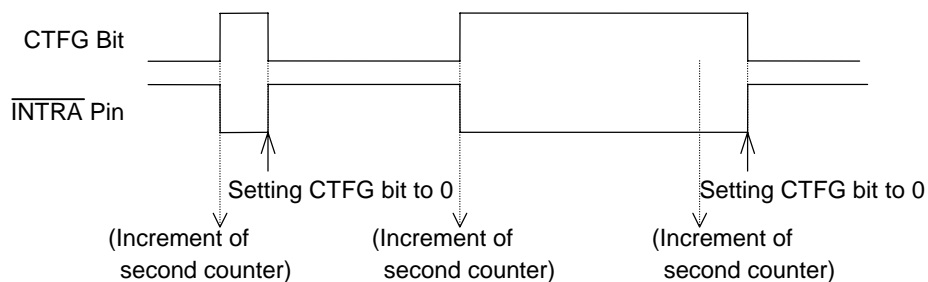 CTFG Bit
INTRA Pin
Setting CTFG bit to 0
Setting CTFG bit to 0
(Increment of
second counter)
(Increment of
second counter)
(Increment of
second counter)